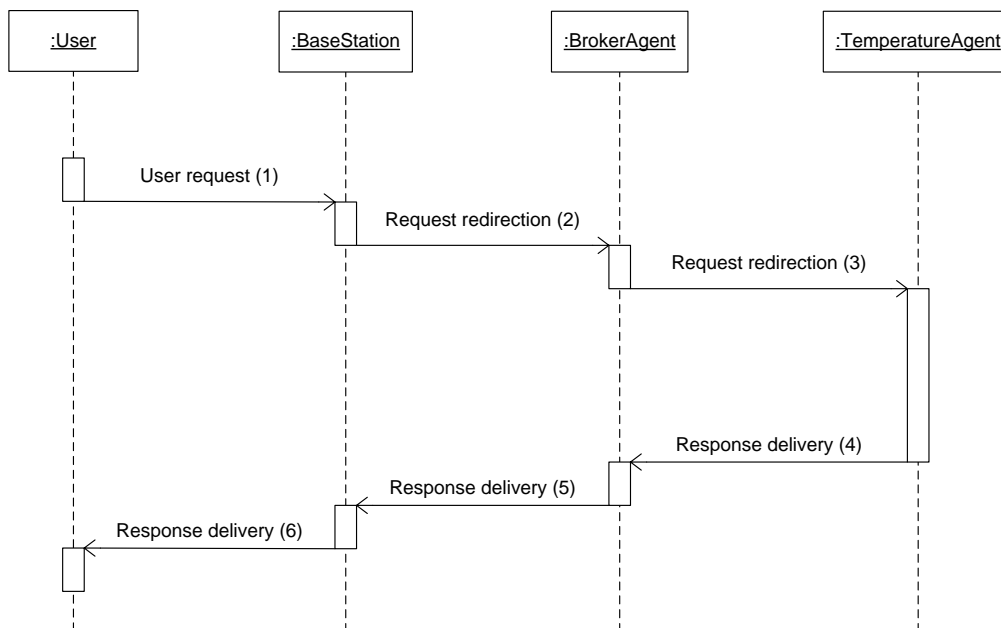 :User
:BaseStation
:BrokerAgent
:TemperatureAgent
User request (1)
Request redirection (2)
Request redirection (3)
Response delivery (4)
Response delivery (5)
Response delivery (6)